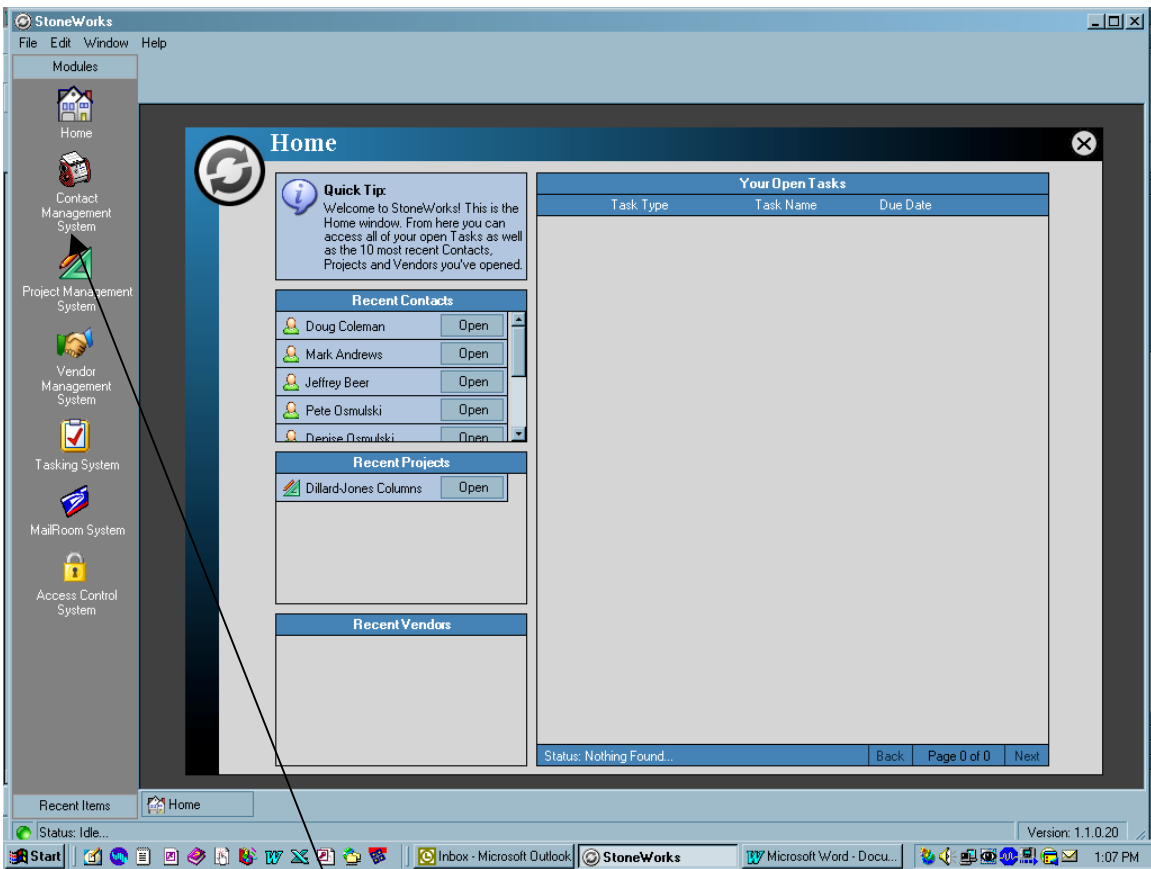 StoneWorks
File Edit Window Help
Modules
Home
Contact
Management
System
Project Management
System
Vendor
Management
System
Tasking System
MailRoom System
Access Control
System
Recent Items
Home
Quick Tip:
Welcome to StoneWorks! This is the
Home window. From here you can
access all of your open Tasks as well
as the 10 most recent Contacts,
Projects and Vendors you've opened.
Recent Contacts
Doug Coleman Open
Mark Andrews Open
Jeffrey Beer Open
Pete Osmulski Open
Denise Osmulski Open
Recent Projects
Dillard-Jones Columns Open
Recent Vendors
Your Open Tasks
Task Type Task Name Due Date
Status: Nothing Found... Back Page 0 of 0 Next
Home
Status: Idle... Version: 1.1.0.20
Start Inbox - Microsoft Outlook StoneWorks Microsoft Word - Docu... 1:07 PM